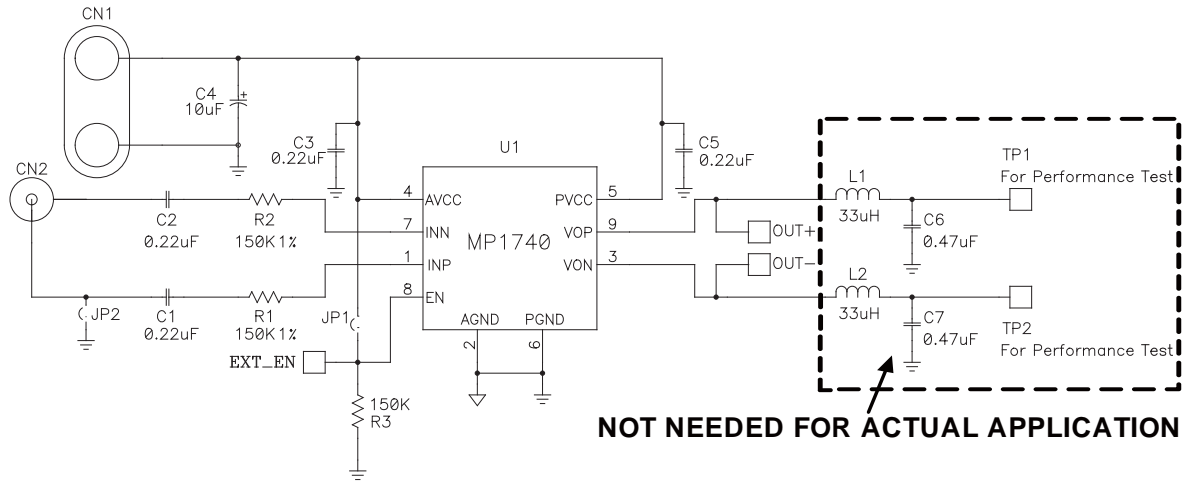 CN1
C4
10uF
C3
0.22uF
U1
C5
0.22uF
CN2
C2
0.22uF
R2
150K1%
4
AVCC
7
INN
1
INP
8
EN
MP1740
PVCC
5
VOP
9
VON
3
AGND
PGND
2
6
OUT+
OUT-
L1
33uH
C6
0.47uF
TP1
For Performance Test
L2
33uH
C7
0.47uF
TP2
For Performance Test
JP2
C1
0.22uF
R1
150K1%
JP1
EXT_EN
150K
R3
NOT NEEDED FOR ACTUAL APPLICATION